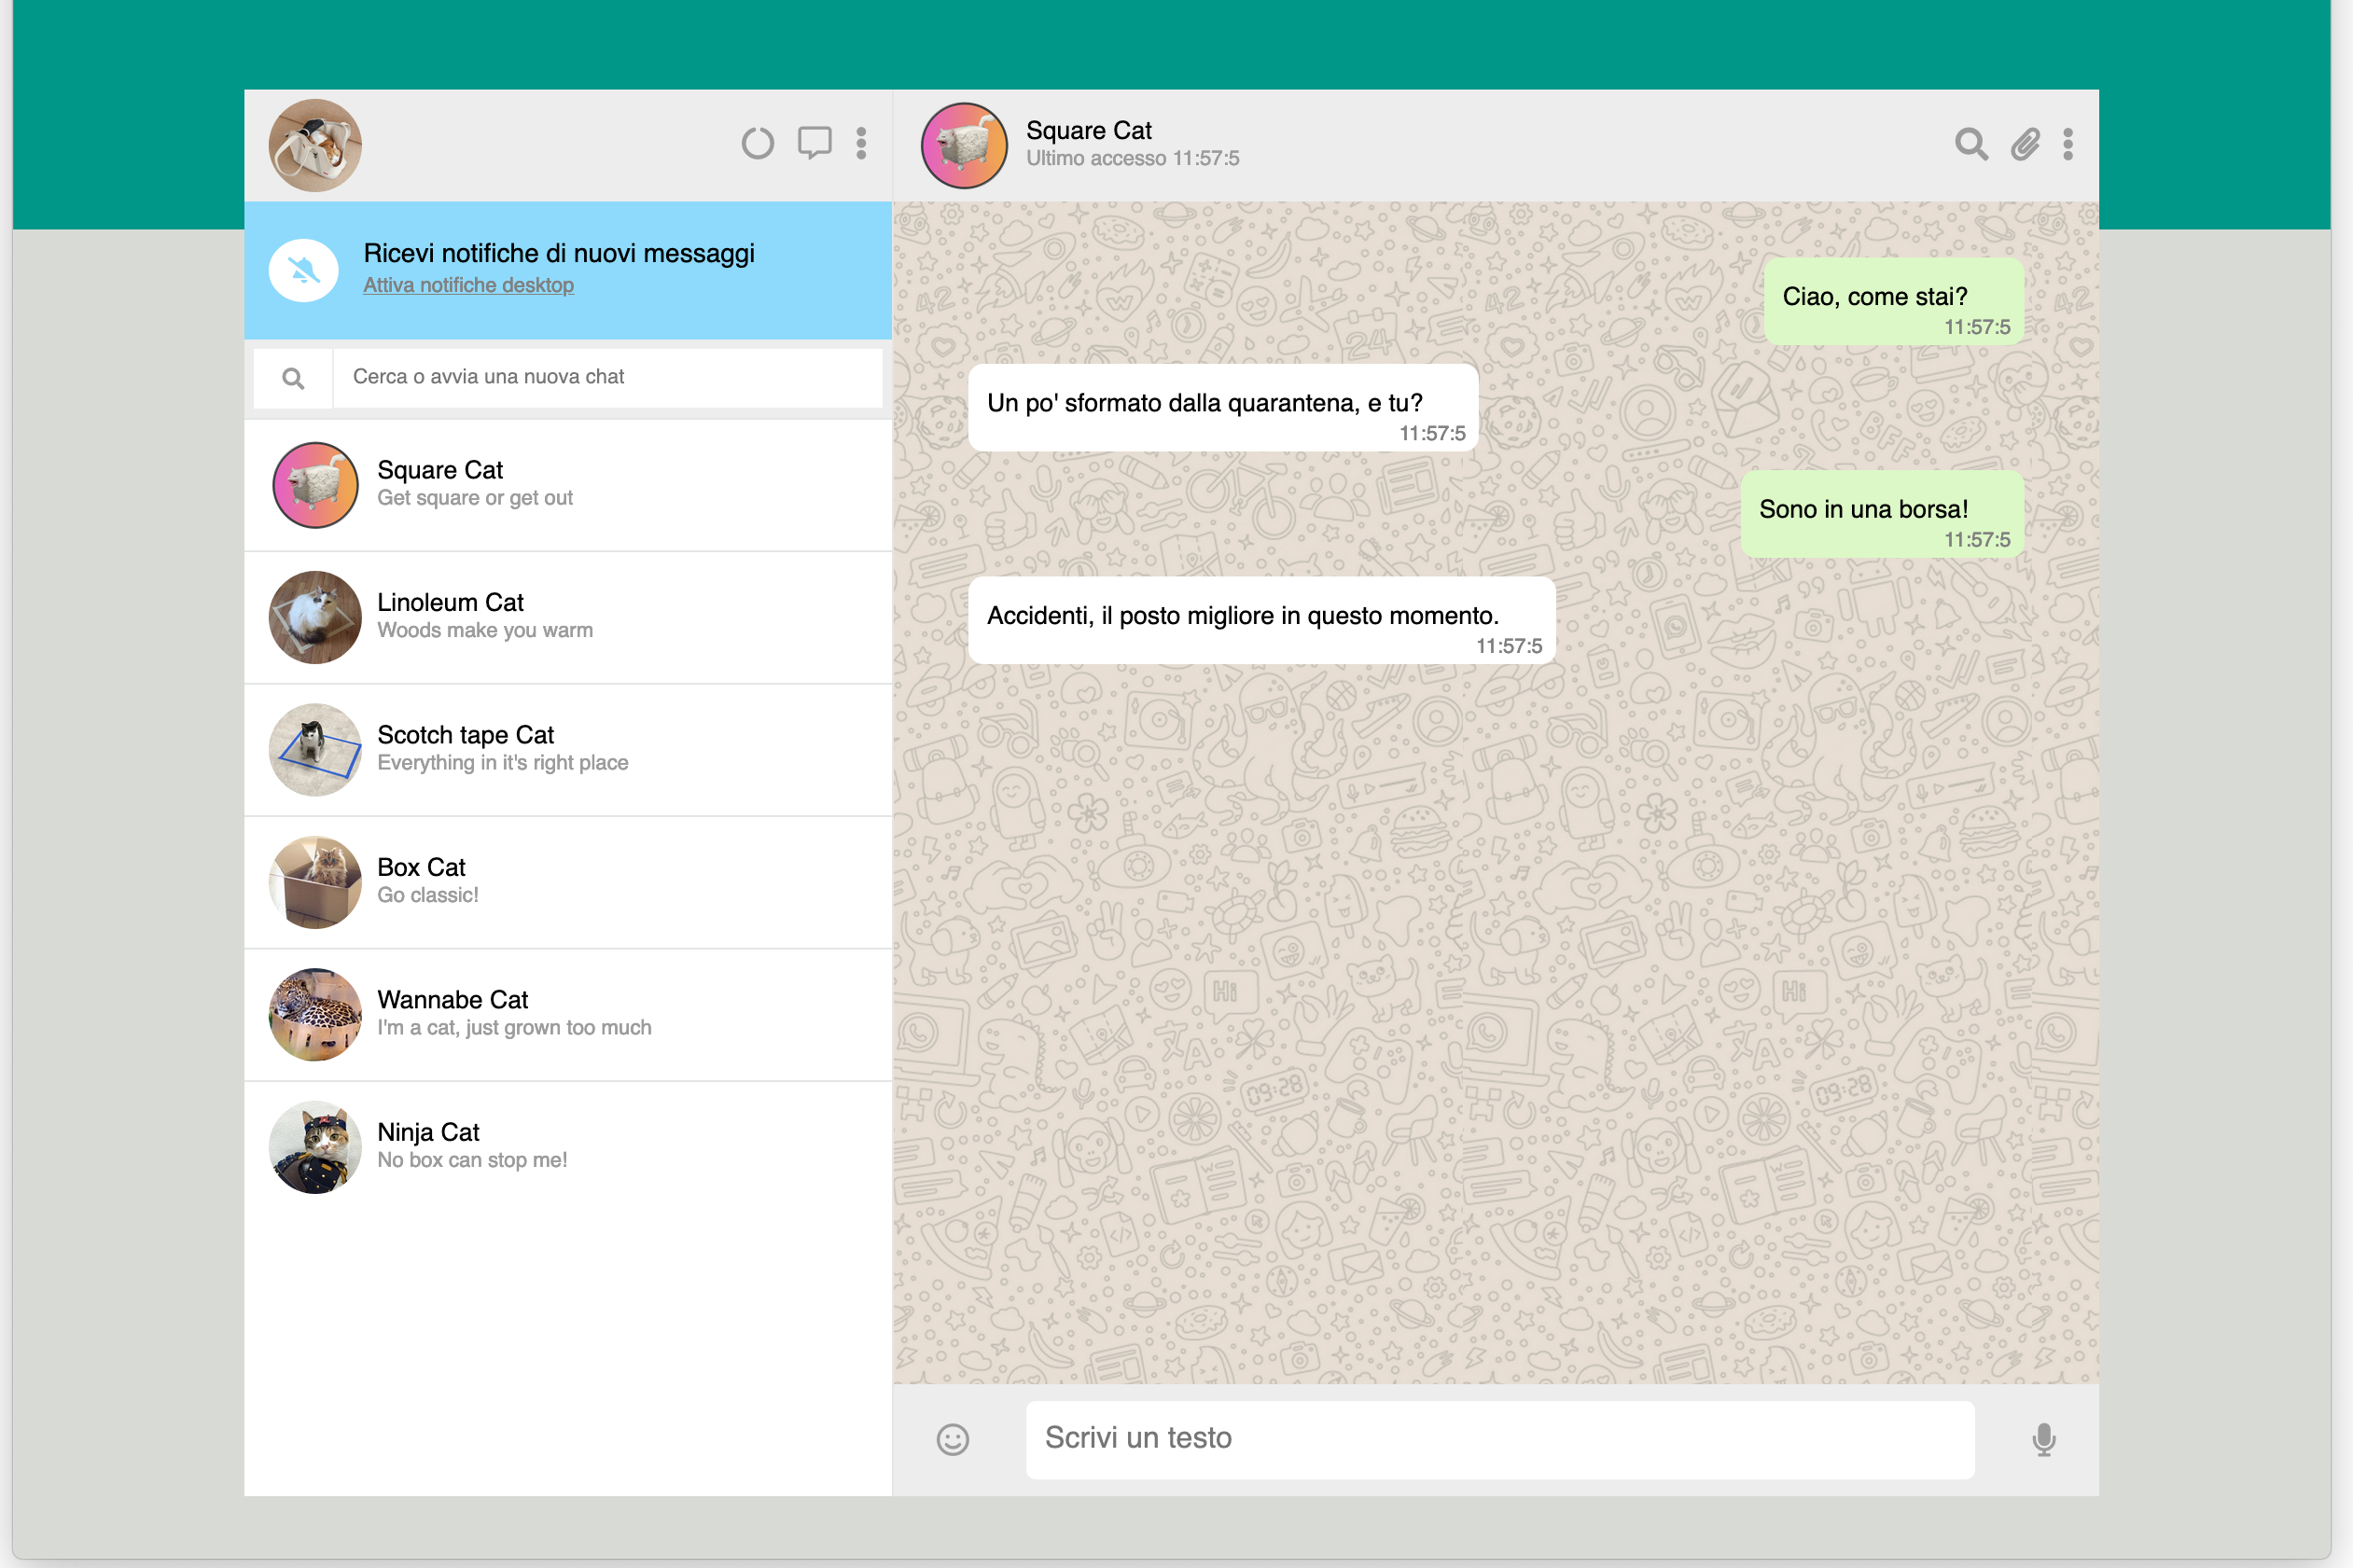 Ricevi notifiche di nuovi messaggi
Attiva notifiche desktop
Cerca o avvia una nuova chat
Square Cat
Get square or get out
Linoleum Cat
Woods make you warm
Scotch tape Cat
Everything in it's right place
Box Cat
Go classic!
Wannabe Cat
I'm a cat, just grown too much
Ninja Cat
No box can stop me!
Square Cat
Ultimo accesso 11:57:5
Ciao, come stai?
11:57:5
Un po' sformato dalla quarantena, e tu?
11:57:5
Sono in una borsa!
11:57:5
Accidenti, il posto migliore in questo momento.
11:57:5
Scrivi un testo